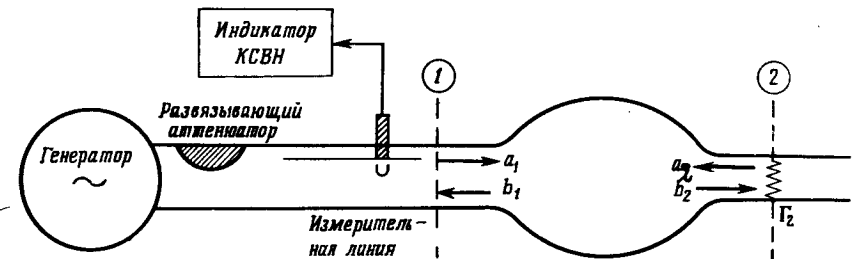 Индикатор
КСВН
1
2
Развязывающий
аттенюатор
Генератор
~
a₁
b₁
a₂
b₂
Г₂
Измеритель-
ная линия